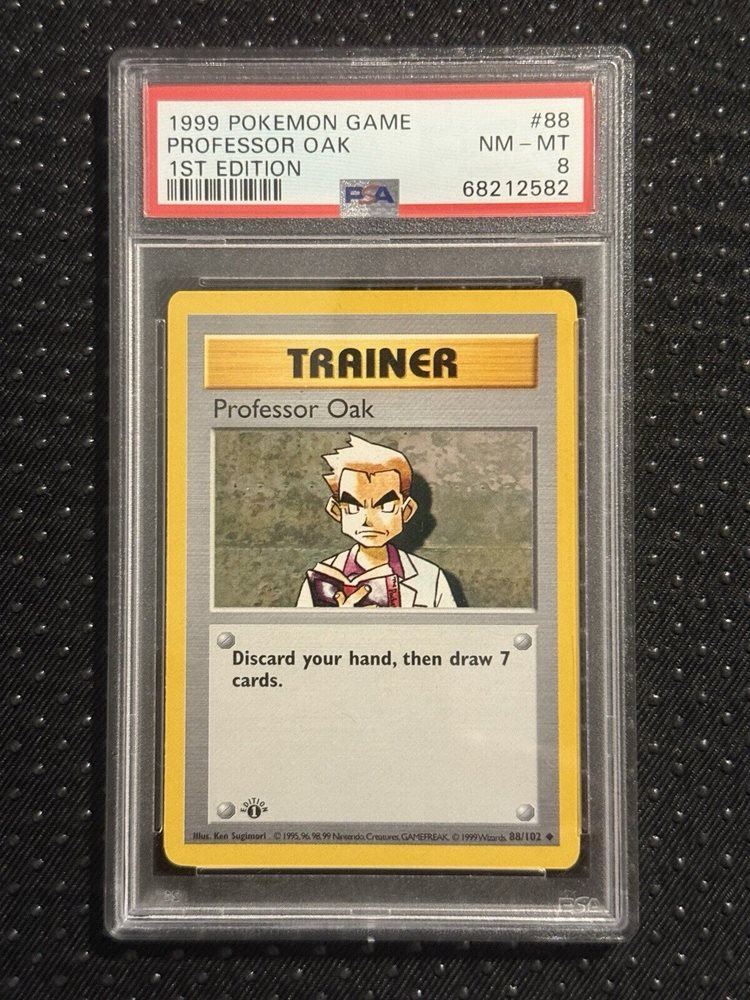 1999 POKEMON GAME #88
PROFESSOR OAK NM - MT
1ST EDITION 8
PSA 68212582
TRAINER
Professor Oak
Discard your hand, then draw 7
cards.
EDITION
1
Illus. Ken Sugimori © 1995, 96, 98, 99 Nintendo, Creatures, GAMEFREAK. © 1999 Wizards. 88/102
PSA